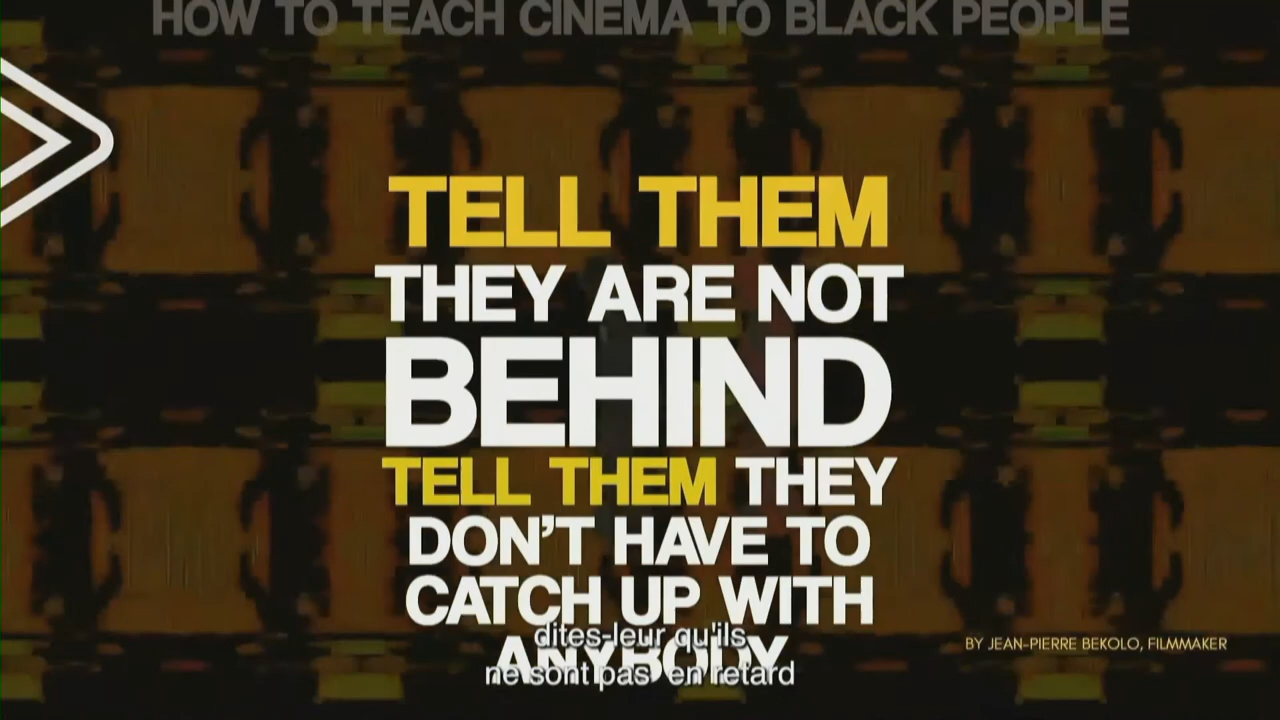 HOW TO TEACH CINEMA TO BLACK PEOPLE
TELL THEM
THEY ARE NOT
BEHIND
TELL THEM THEY
DON'T HAVE TO
CATCH UP WITH
ANYBODY
dites-leur qu'ils
ne sont pas en retard
BY JEAN-PIERRE BEKOLO, FILMMAKER